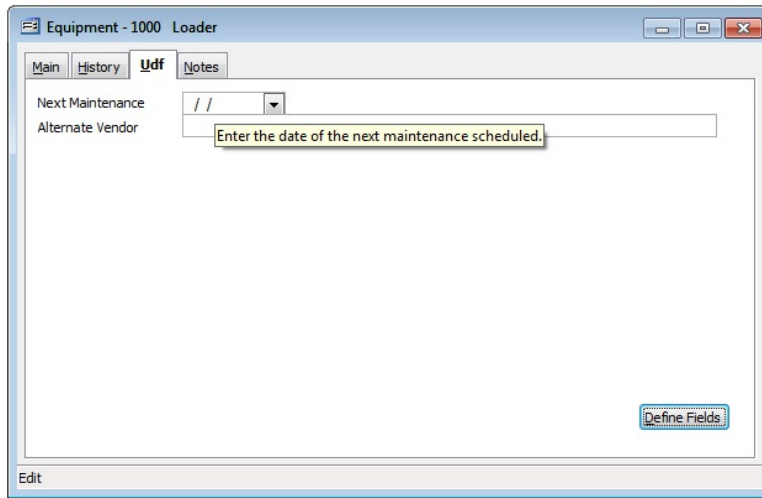 Equipment - 1000 Loader
Main History Udf Notes
Next Maintenance / /
Alternate Vendor
Enter the date of the next maintenance scheduled.
Define Fields
Edit